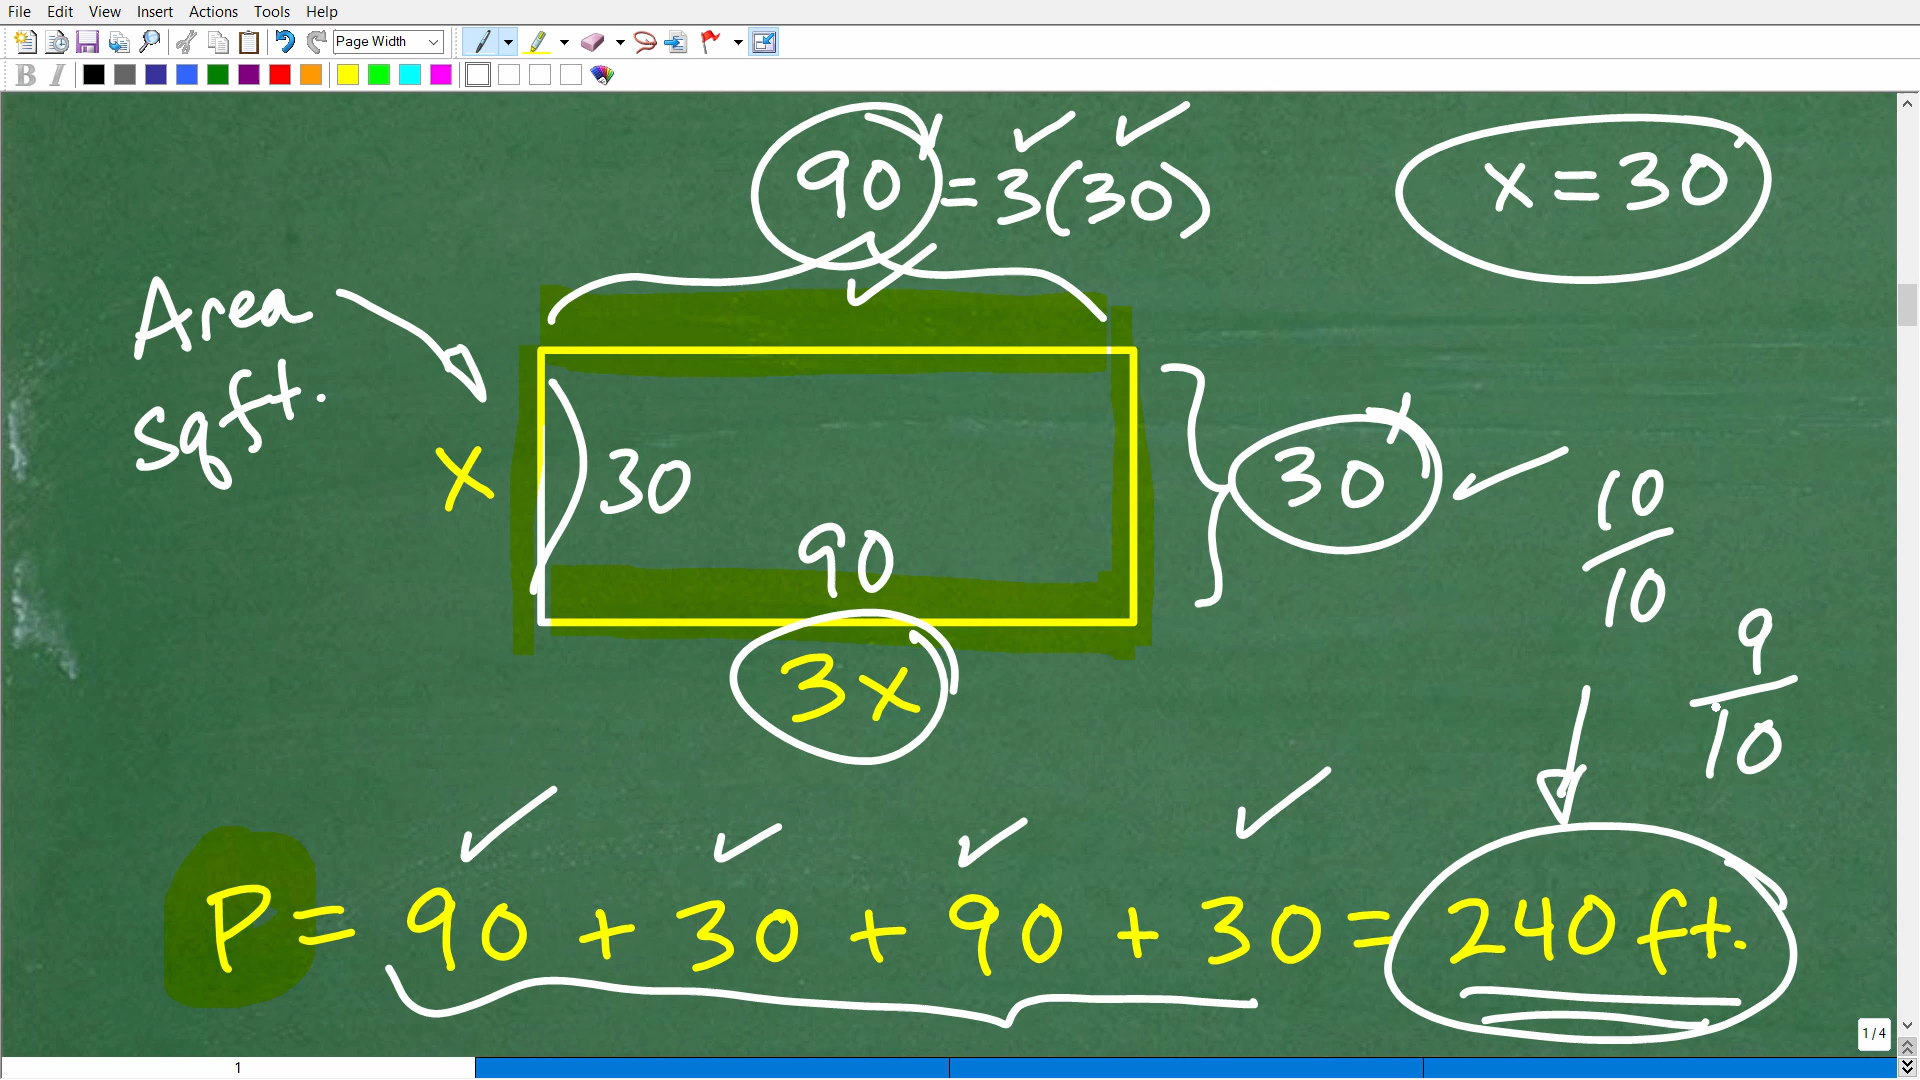 File Edit View Insert Actions Tools Help
Page Width
B I
90 = 3(30)
x = 30
Area
sq ft.
x
30
30
90
3x
10/10
9/10
P = 90 + 30 + 90 + 30 = 240 ft.
1 / 4
1